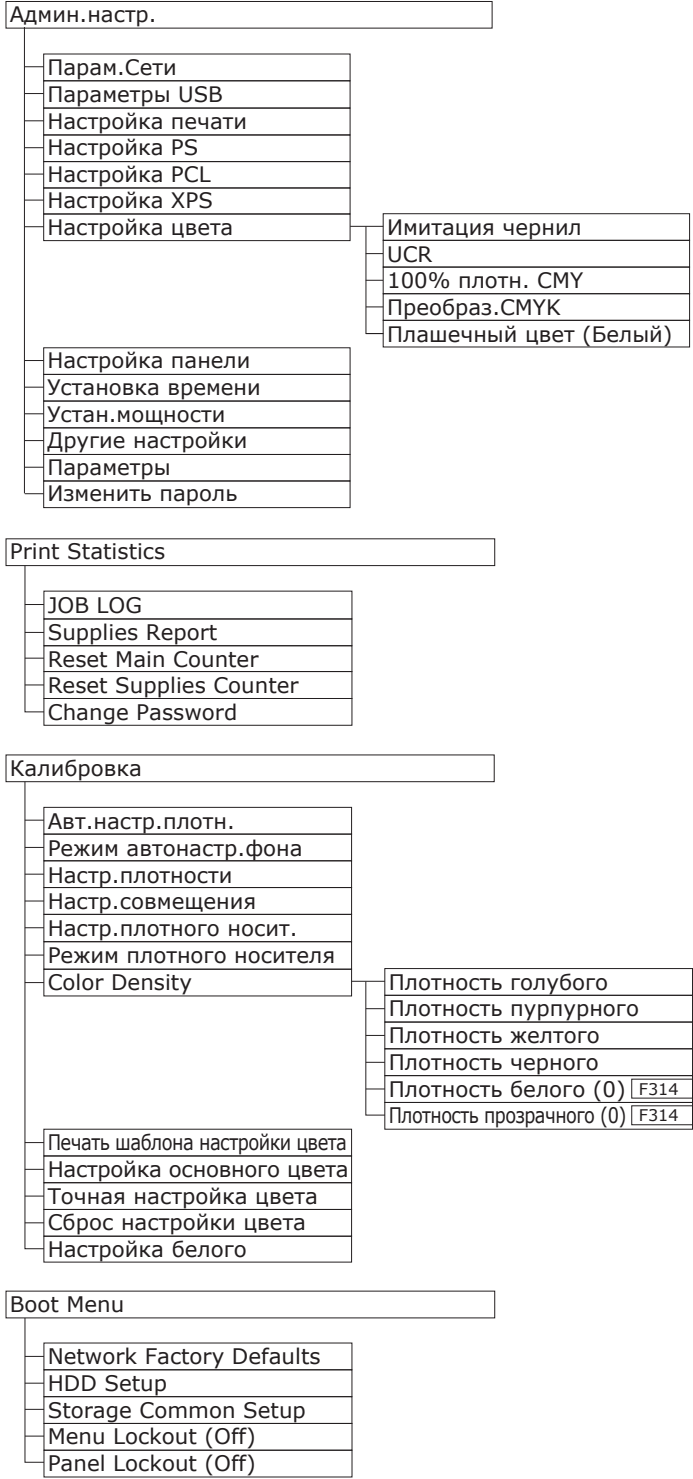 Админ.настр.
Парам.Сети
Параметры USB
Настройка печати
Настройка PS
Настройка PCL
Настройка XPS
Настройка цвета
Имитация чернил
UCR
100% плотн. CMY
Преобраз.CMYK
Плашечный цвет (Белый)
Настройка панели
Установка времени
Устан.мощности
Другие настройки
Параметры
Изменить пароль
Print Statistics
JOB LOG
Supplies Report
Reset Main Counter
Reset Supplies Counter
Change Password
Калибровка
Авт.настр.плотн.
Режим автонастр.фона
Настр.плотности
Настр.совмещения
Настр.плотного носит.
Режим плотного носителя
Color Density
Плотность голубого
Плотность пурпурного
Плотность желтого
Плотность черного
Плотность белого (0) F314
Плотность прозрачного (0) F314
Печать шаблона настройки цвета
Настройка основного цвета
Точная настройка цвета
Сброс настройки цвета
Настройка белого
Boot Menu
Network Factory Defaults
HDD Setup
Storage Common Setup
Menu Lockout (Off)
Panel Lockout (Off)